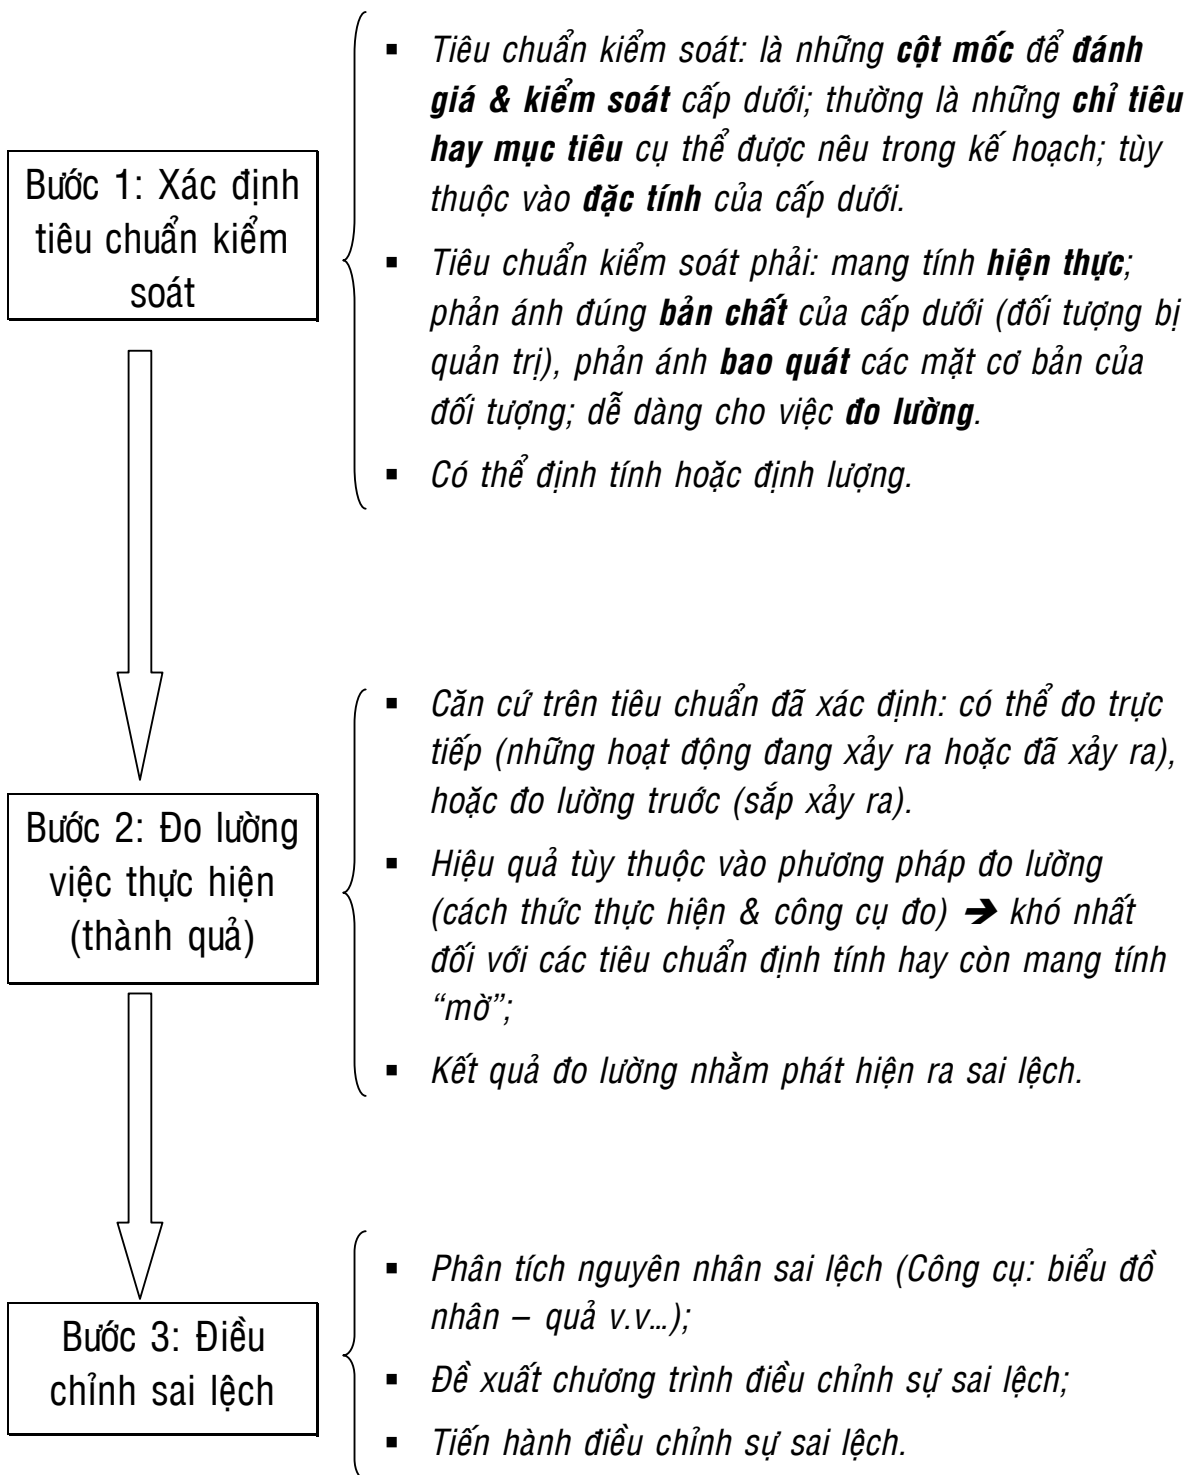 Bước 1: Xác định
tiêu chuẩn kiểm
soát
▪ Tiêu chuẩn kiểm soát: là những cột mốc để đánh
giá & kiểm soát cấp dưới; thường là những chỉ tiêu
hay mục tiêu cụ thể được nêu trong kế hoạch; tùy
thuộc vào đặc tính của cấp dưới.
▪ Tiêu chuẩn kiểm soát phải: mang tính hiện thực;
phản ánh đúng bản chất của cấp dưới (đối tượng bị
quản trị), phản ánh bao quát các mặt cơ bản của
đối tượng; dễ dàng cho việc đo lường.
▪ Có thể định tính hoặc định lượng.
Bước 2: Đo lường
việc thực hiện
(thành quả)
▪ Căn cứ trên tiêu chuẩn đã xác định: có thể đo trực
tiếp (những hoạt động đang xảy ra hoặc đã xảy ra),
hoặc đo lường truớc (sắp xảy ra).
▪ Hiệu quả tùy thuộc vào phương pháp đo lường
(cách thức thực hiện & công cụ đo) ➔ khó nhất
đối với các tiêu chuẩn định tính hay còn mang tính
“mờ”;
▪ Kết quả đo lường nhằm phát hiện ra sai lệch.
Bước 3: Điều
chỉnh sai lệch
▪ Phân tích nguyên nhân sai lệch (Công cụ: biểu đồ
nhân – quả v.v…);
▪ Đề xuất chương trình điều chỉnh sự sai lệch;
▪ Tiến hành điều chỉnh sự sai lệch.